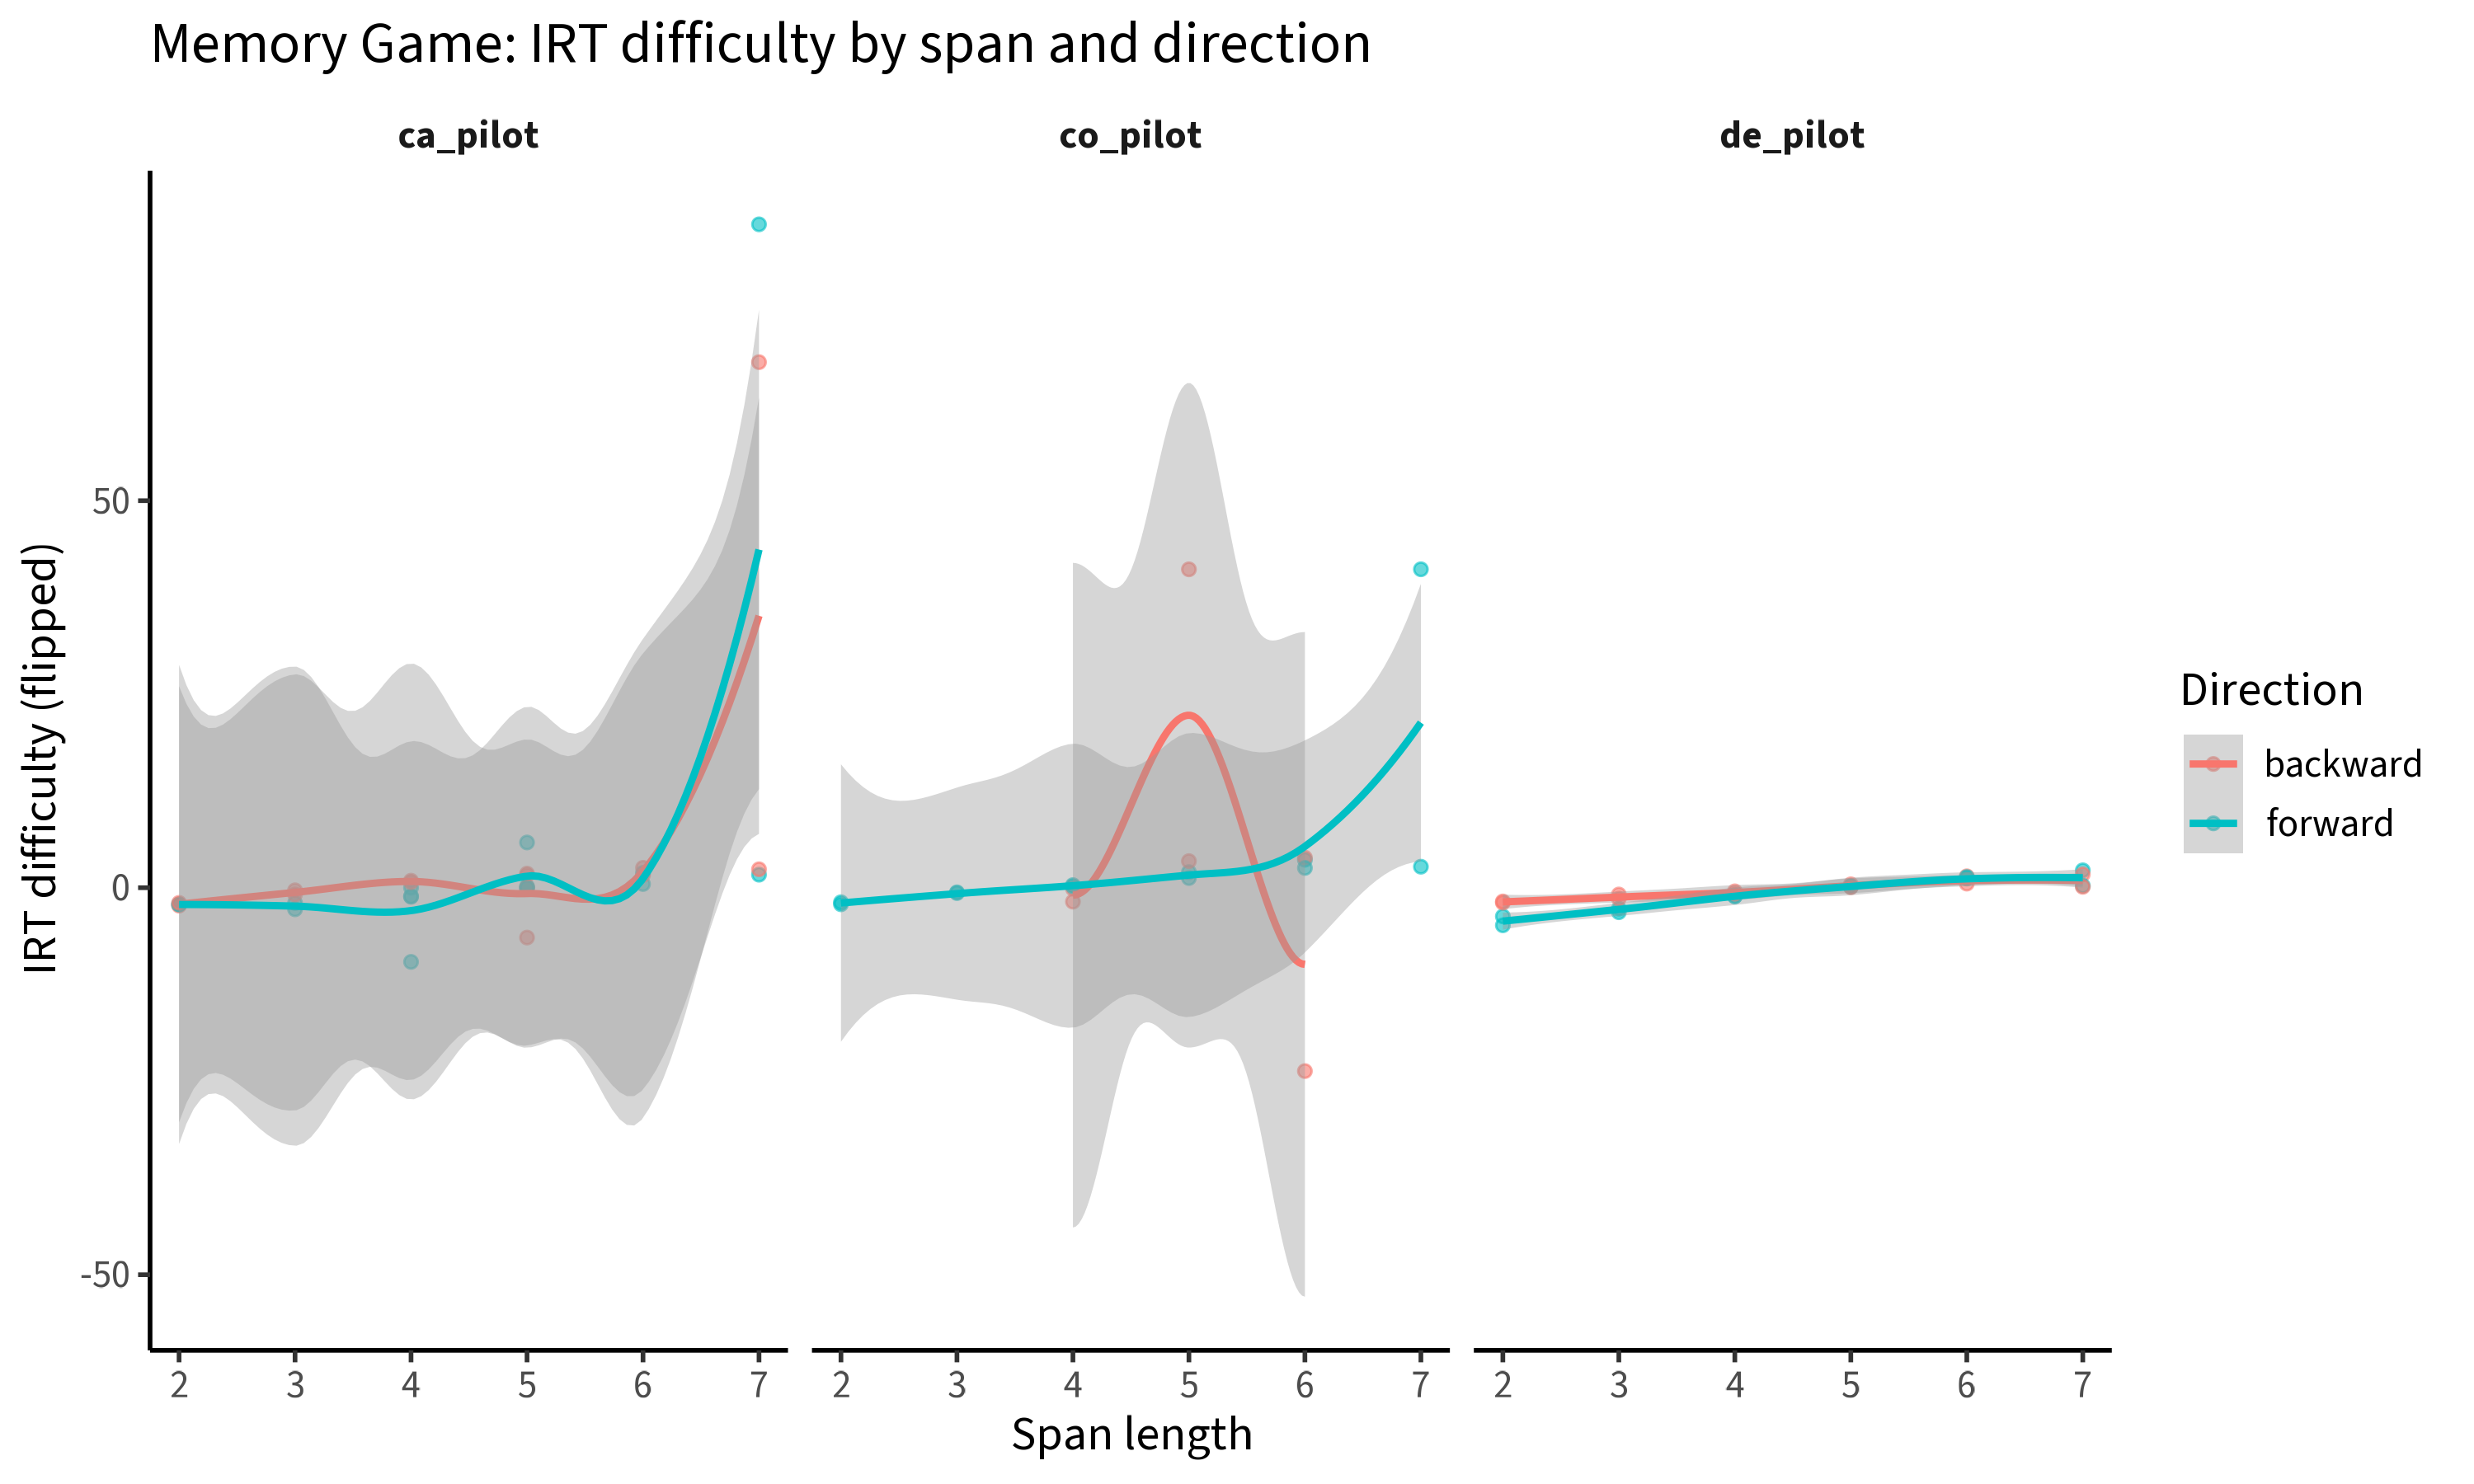 Memory Game: IRT difficulty by span and direction
ca_pilot co_pilot de_pilot
IRT difficulty (flipped)
50
0
-50
2 3 4 5 6 7 2 3 4 5 6 7 2 3 4 5 6 7
Span length
Direction
backward
forward